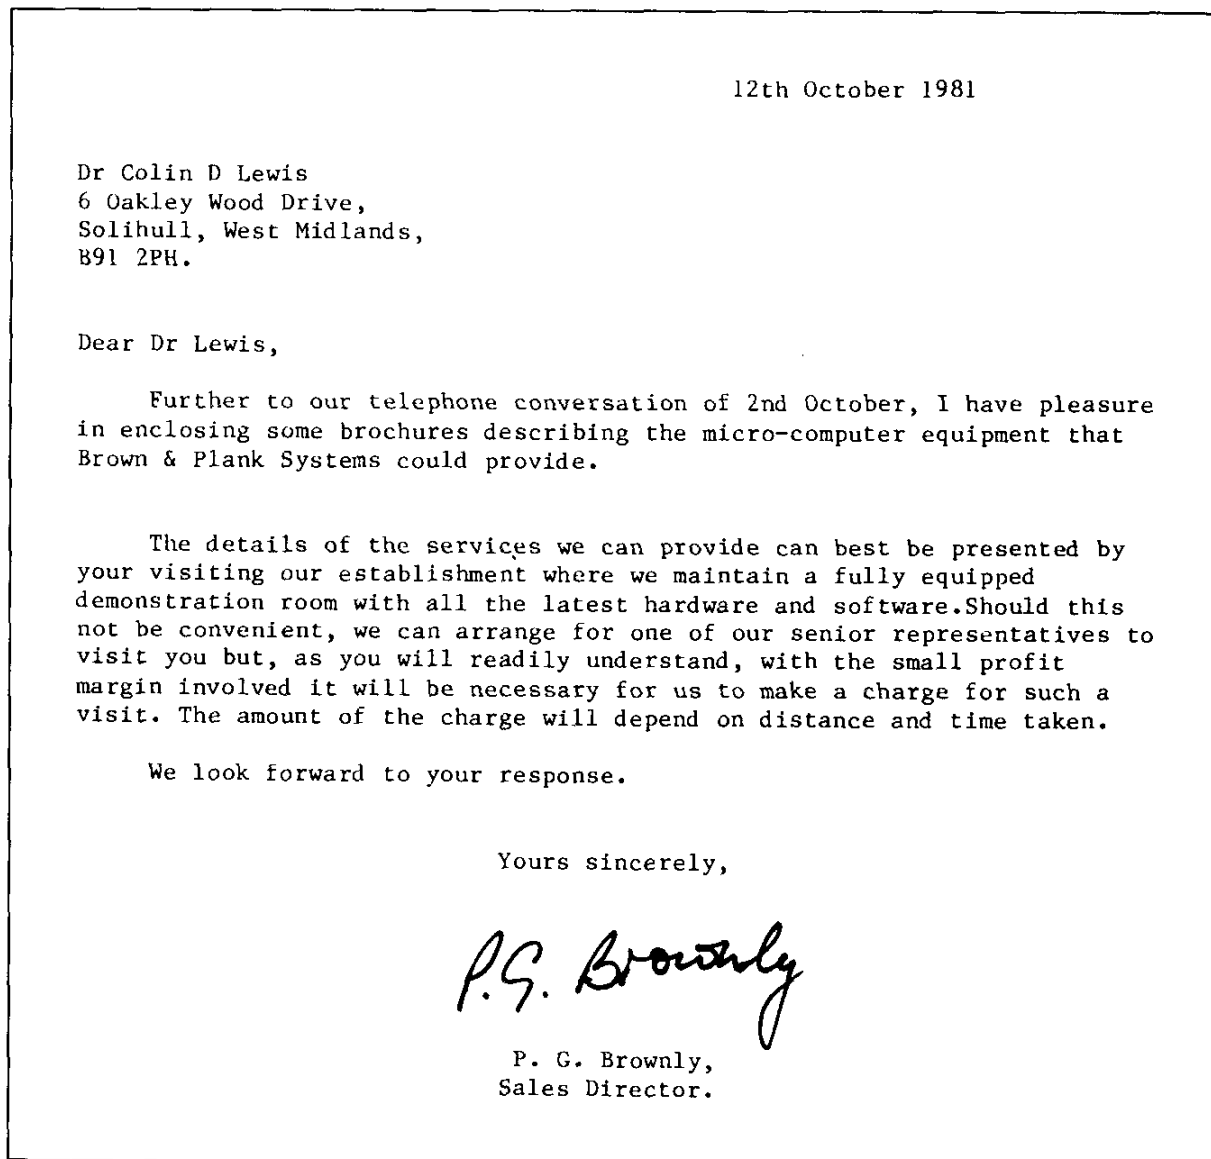 12th October 1981
Dr Colin D Lewis
6 Oakley Wood Drive,
Solihull, West Midlands,
B91 2PH.
Dear Dr Lewis,
Further to our telephone conversation of 2nd October, I have pleasure
in enclosing some brochures describing the micro-computer equipment that
Brown & Plank Systems could provide.
The details of the services we can provide can best be presented by
your visiting our establishment where we maintain a fully equipped
demonstration room with all the latest hardware and software.Should this
not be convenient, we can arrange for one of our senior representatives to
visit you but, as you will readily understand, with the small profit
margin involved it will be necessary for us to make a charge for such a
visit. The amount of the charge will depend on distance and time taken.
We look forward to your response.
Yours sincerely,
P.G. Brownly
P. G. Brownly,
Sales Director.